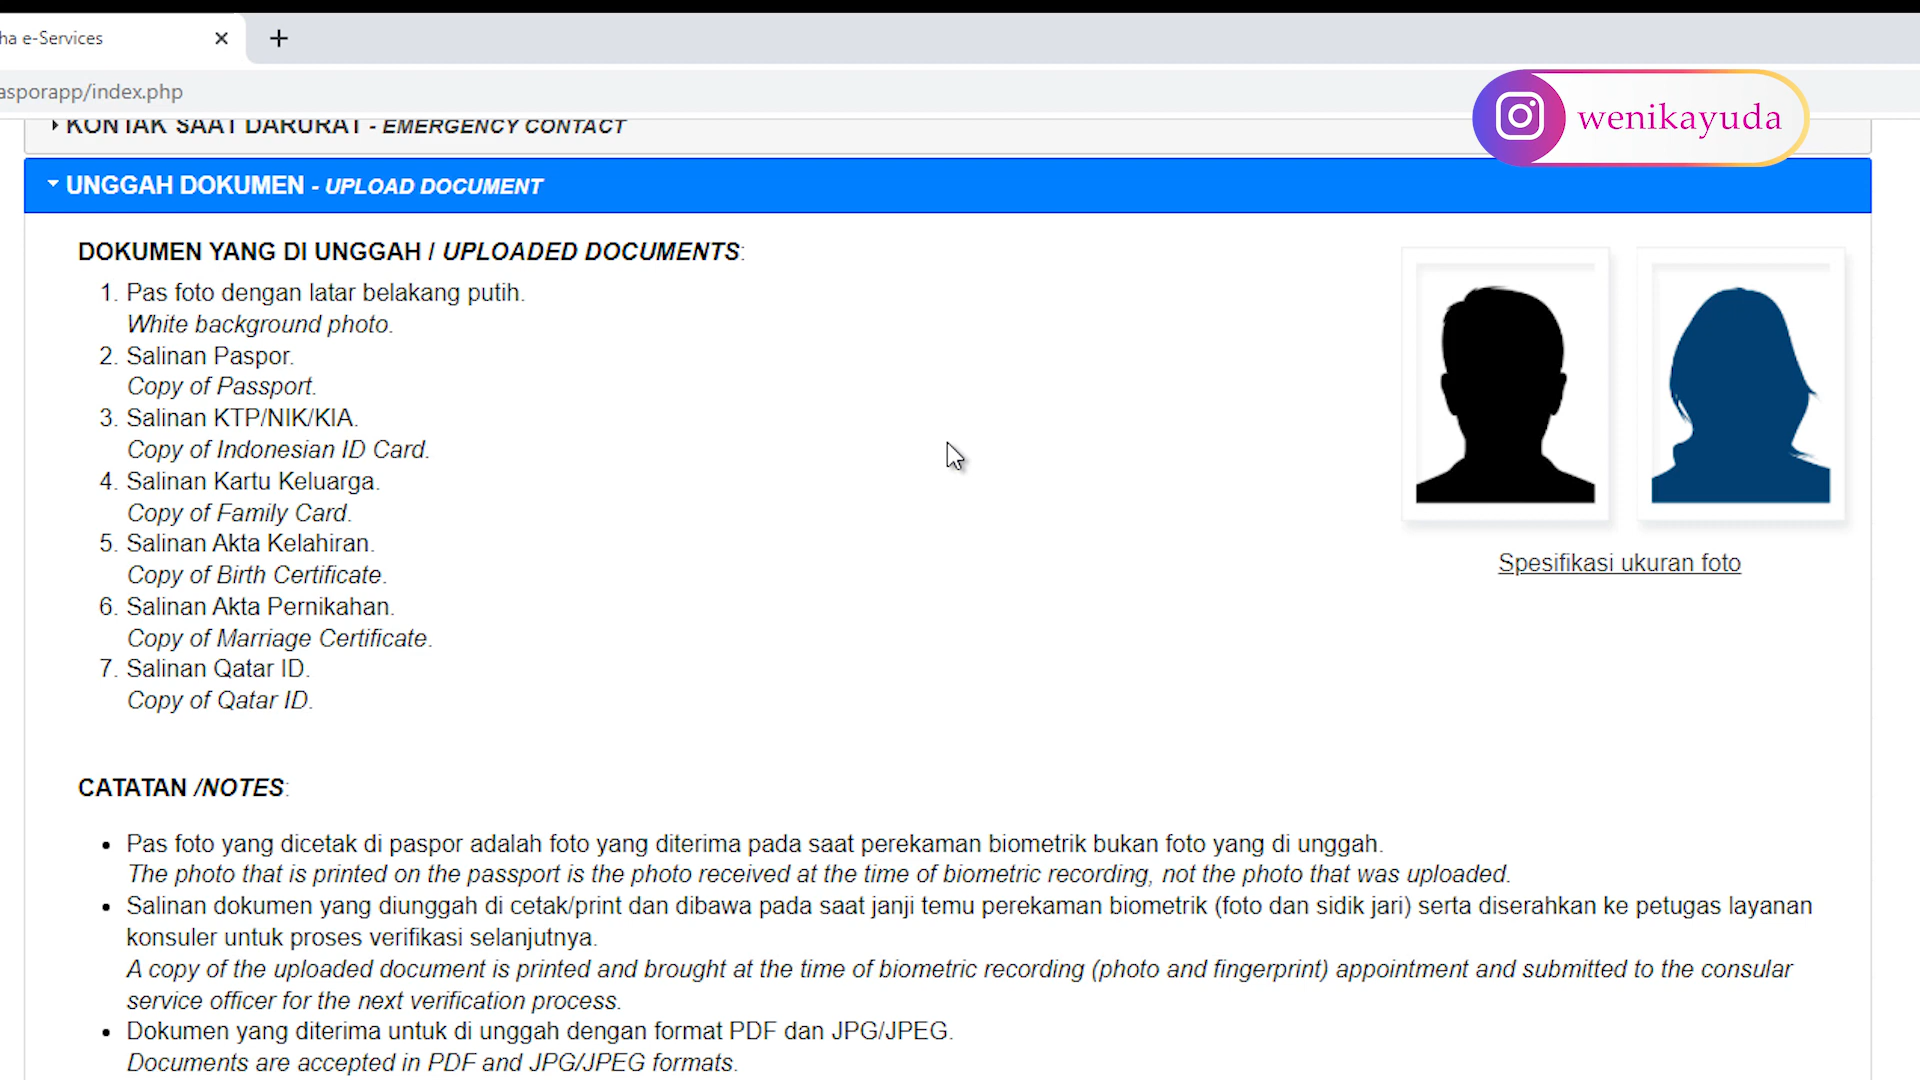 ha e-Services
asporapp/index.php
wenikayuda
KONTAK SAAT DARURAT - EMERGENCY CONTACT
UNGGAH DOKUMEN - UPLOAD DOCUMENT
DOKUMEN YANG DI UNGGAH / UPLOADED DOCUMENTS:
1. Pas foto dengan latar belakang putih.
White background photo.
2. Salinan Paspor.
Copy of Passport.
3. Salinan KTP/NIK/KIA.
Copy of Indonesian ID Card.
4. Salinan Kartu Keluarga.
Copy of Family Card.
5. Salinan Akta Kelahiran.
Copy of Birth Certificate.
6. Salinan Akta Pernikahan.
Copy of Marriage Certificate.
7. Salinan Qatar ID.
Copy of Qatar ID.
Spesifikasi ukuran foto
CATATAN /NOTES:
• Pas foto yang dicetak di paspor adalah foto yang diterima pada saat perekaman biometrik bukan foto yang di unggah.
The photo that is printed on the passport is the photo received at the time of biometric recording, not the photo that was uploaded.
• Salinan dokumen yang diunggah di cetak/print dan dibawa pada saat janji temu perekaman biometrik (foto dan sidik jari) serta diserahkan ke petugas layanan
konsuler untuk proses verifikasi selanjutnya.
A copy of the uploaded document is printed and brought at the time of biometric recording (photo and fingerprint) appointment and submitted to the consular
service officer for the next verification process.
• Dokumen yang diterima untuk di unggah dengan format PDF dan JPG/JPEG.
Documents are accepted in PDF and JPG/JPEG formats.